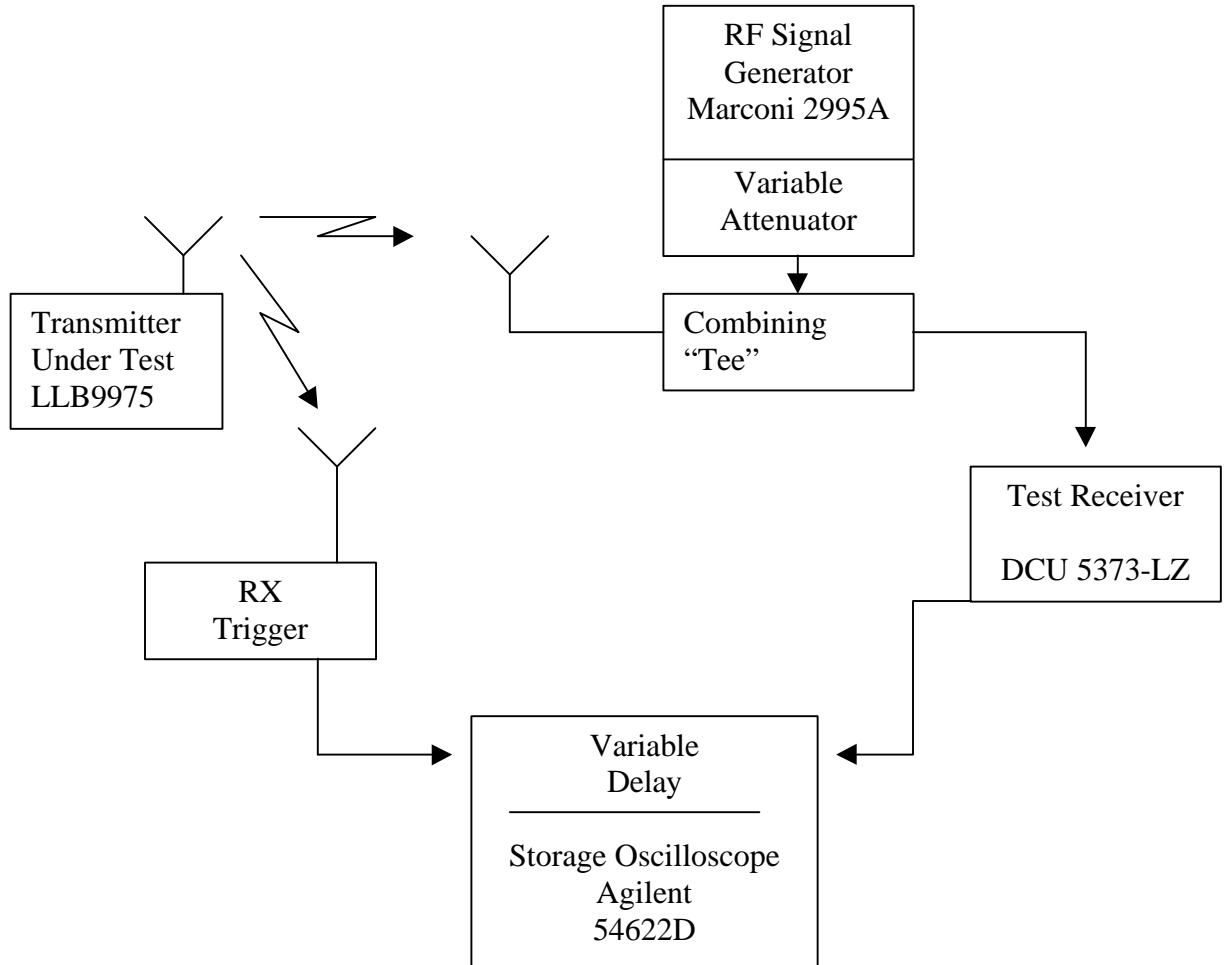 RF Signal
Generator
Marconi 2995A
Variable
Attenuator
Transmitter
Under Test
LLB9975
Combining
“Tee”
Test Receiver
DCU 5373-LZ
RX
Trigger
Variable
Delay
Storage Oscilloscope
Agilent
54622D